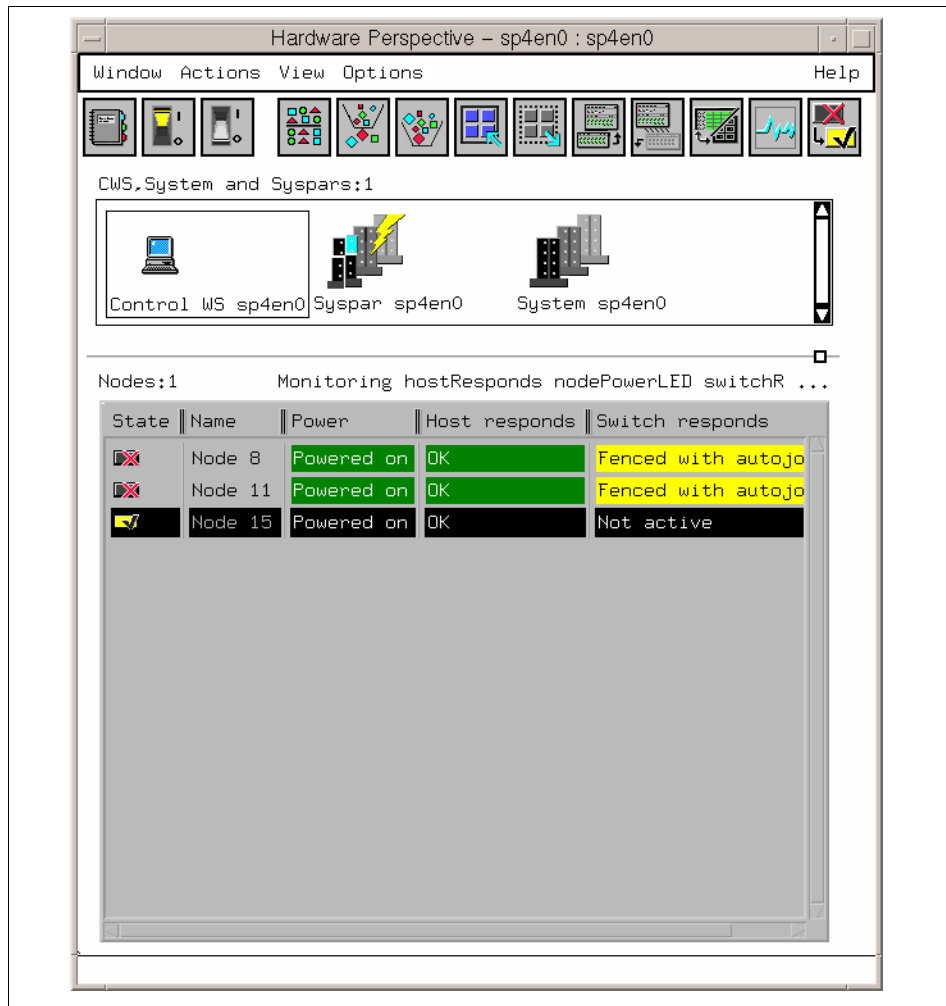 Hardware Perspective – sp4en0 : sp4en0
Window Actions View Options Help
CWS,System and Syspars:1
Control WS sp4en0 Syspar sp4en0 System sp4en0
Nodes:1 Monitoring hostResponds nodePowerLED switchR ...
State Name Power Host responds Switch responds
Node 8 Powered on OK Fenced with autojo
Node 11 Powered on OK Fenced with autojo
Node 15 Powered on OK Not active